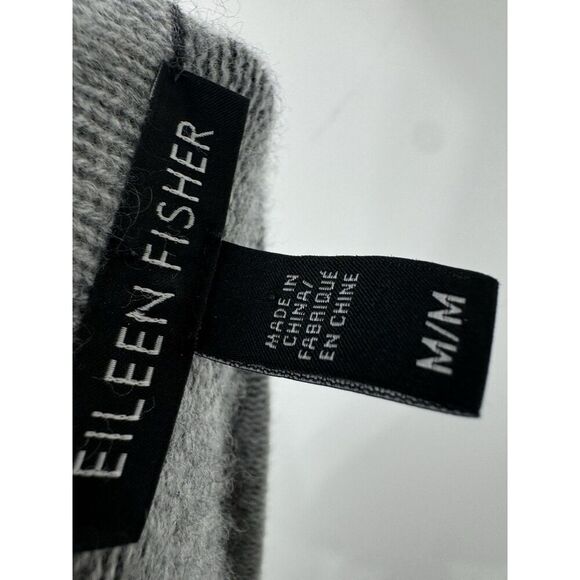 EILEEN FISHER
MADE IN
CHINA/
FABRIQUÉ
EN CHINE
M/M